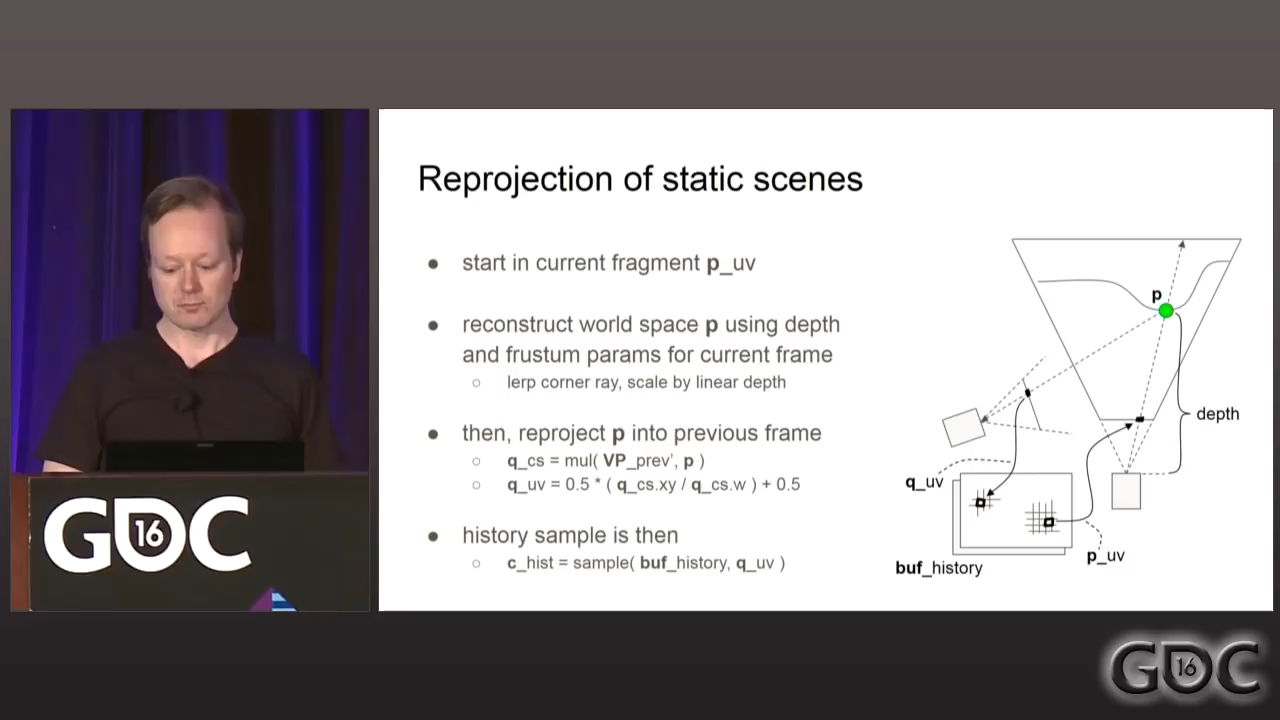 Reprojection of static scenes
● start in current fragment p_uv
● reconstruct world space p using depth
and frustum params for current frame
○ lerp corner ray, scale by linear depth
● then, reproject p into previous frame
○ q_cs = mul( VP_prev', p )
○ q_uv = 0.5 * ( q_cs.xy / q_cs.w ) + 0.5
● history sample is then
○ c_hist = sample( buf_history, q_uv )
p
depth
q_uv
p_uv
buf_history
GDC 16
GDC 16